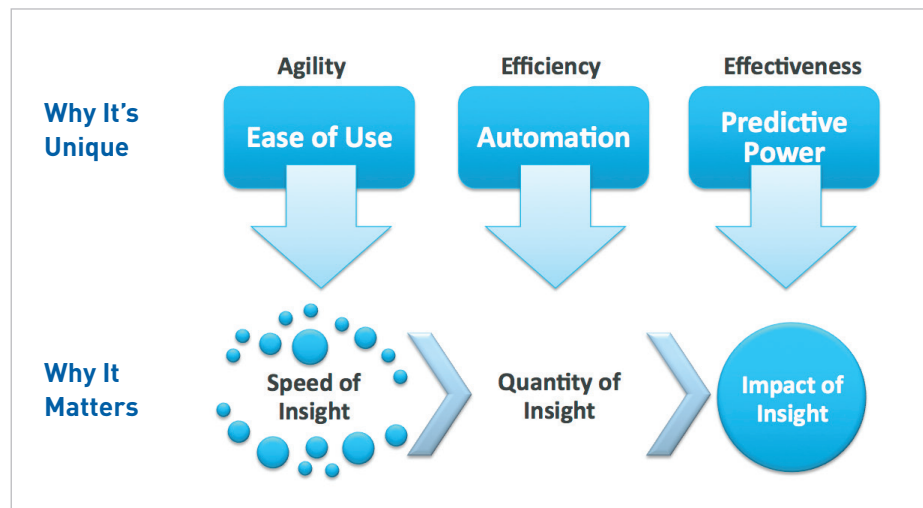 Agility
Efficiency
Effectiveness
Why It's
Unique
Ease of Use
Automation
Predictive
Power
Why It
Matters
Speed of
Insight
Quantity of
Insight
Impact of
Insight